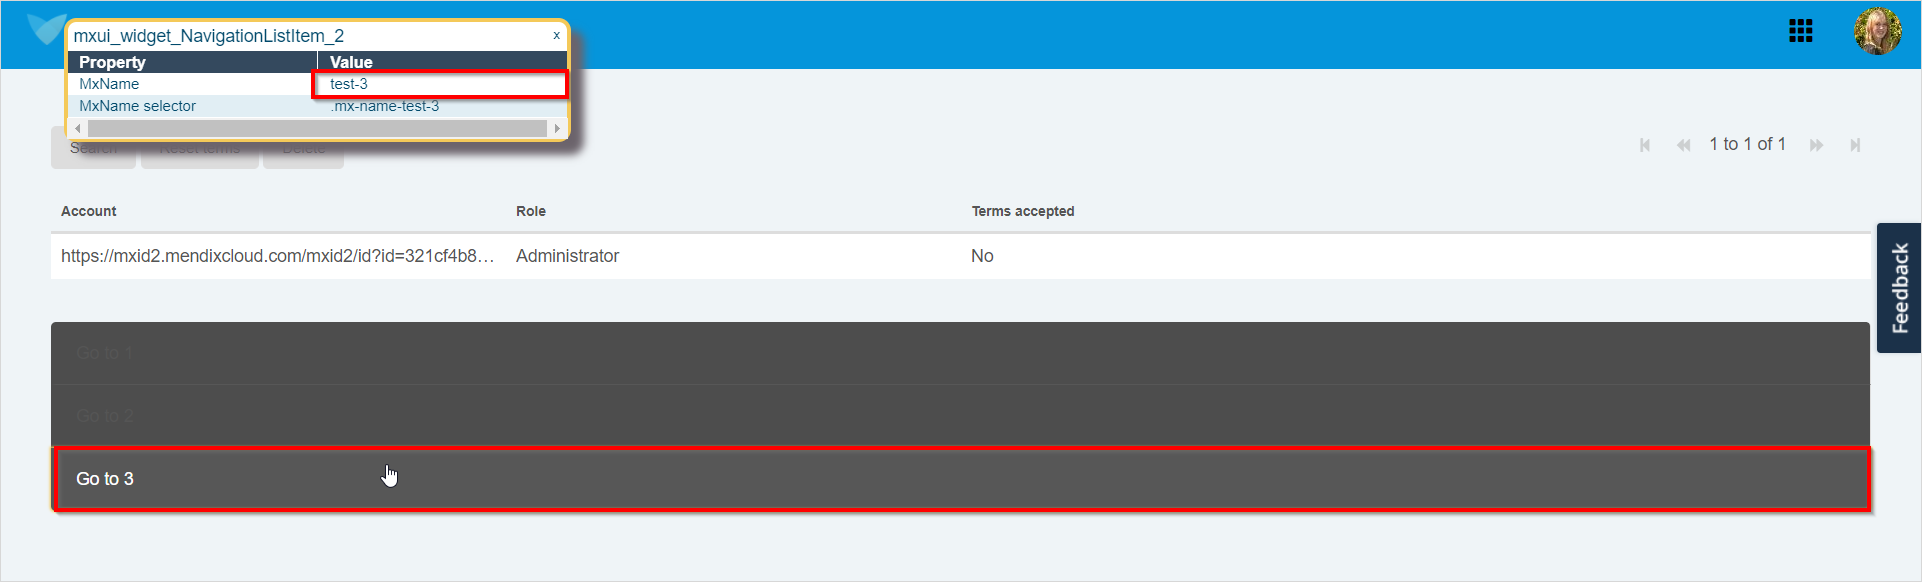 mxui_widget_NavigationListItem_2 x
Property Value
MxName test-3
MxName selector .mx-name-test-3
Search Reset terms Delete
1 to 1 of 1
Account Role Terms accepted
https://mxid2.mendixcloud.com/mxid2/id?id=321cf4b8... Administrator No
Feedback
Go to 1
Go to 2
Go to 3